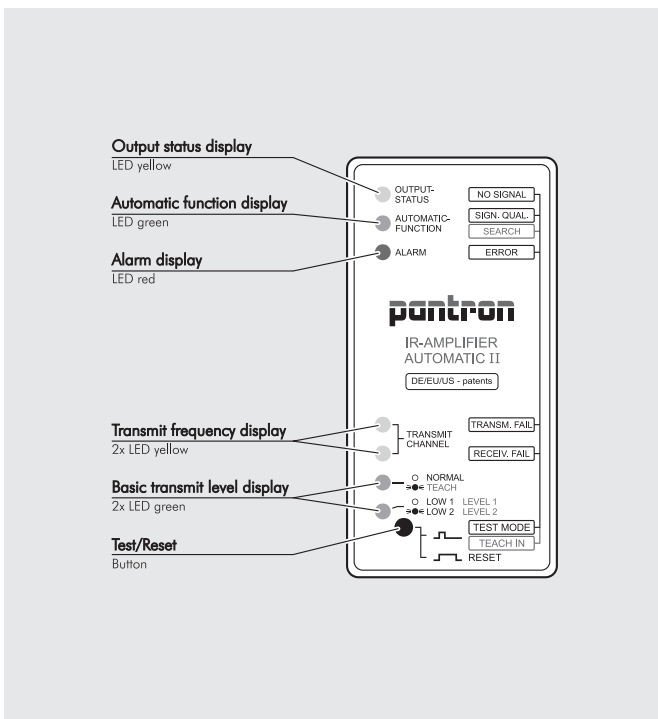 Output status display
LED yellow
Automatic function display
LED green
Alarm display
LED red
Transmit frequency display
2x LED yellow
Basic transmit level display
2x LED green
Test/Reset
Button
OUTPUT-
STATUS
NO SIGNAL
AUTOMATIC-
FUNCTION
SIGN. QUAL.
SEARCH
ALARM
ERROR
pantron
IR-AMPLIFIER
AUTOMATIC II
DE/EU/US - patents
TRANSMIT
CHANNEL
TRANSM. FAIL
RECEIV. FAIL
NORMAL
TEACH
LOW 1 LEVEL 1
LOW 2 LEVEL 2
TEST MODE
TEACH IN
RESET